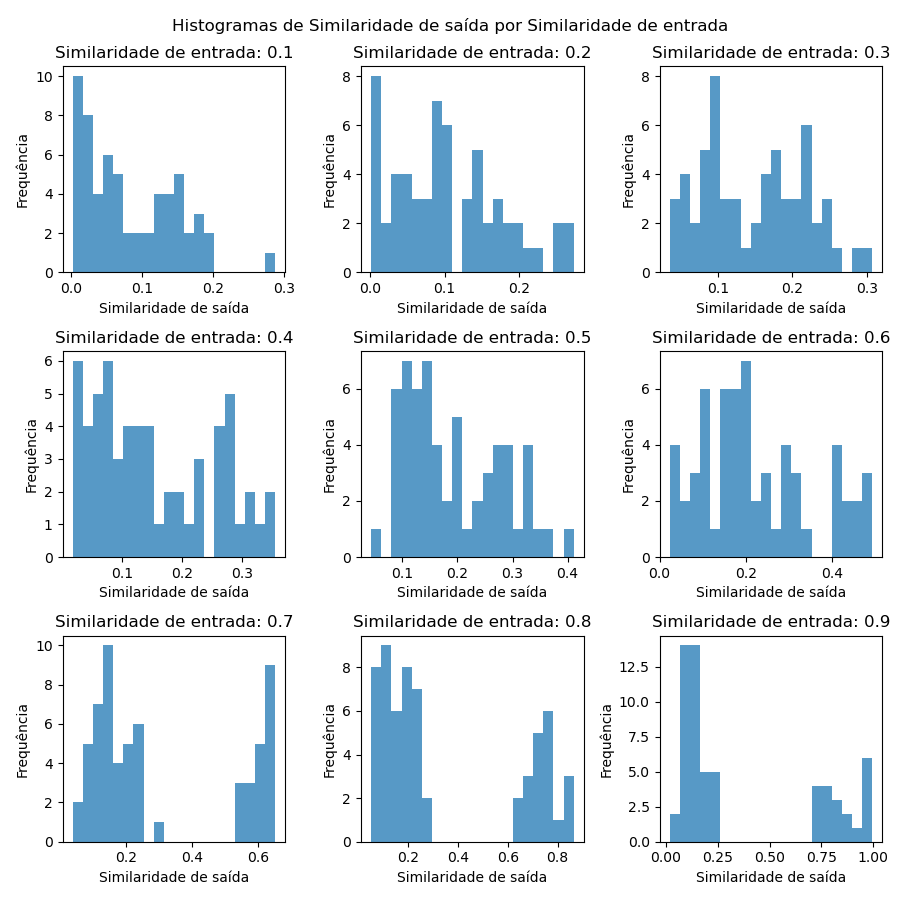 Histogramas de Similaridade de saída por Similaridade de entrada
Similaridade de entrada: 0.1
Frequência
10
8
6
4
2
0
0.0 0.1 0.2 0.3
Similaridade de saída
Similaridade de entrada: 0.2
Frequência
8
6
4
2
0
0.0 0.1 0.2
Similaridade de saída
Similaridade de entrada: 0.3
Frequência
8
6
4
2
0
0.1 0.2 0.3
Similaridade de saída
Similaridade de entrada: 0.4
Frequência
6
5
4
3
2
1
0
0.1 0.2 0.3
Similaridade de saída
Similaridade de entrada: 0.5
Frequência
6
4
2
0
0.1 0.2 0.3 0.4
Similaridade de saída
Similaridade de entrada: 0.6
Frequência
6
4
2
0
0.0 0.2 0.4
Similaridade de saída
Similaridade de entrada: 0.7
Frequência
10
8
6
4
2
0
0.2 0.4 0.6
Similaridade de saída
Similaridade de entrada: 0.8
Frequência
8
6
4
2
0
0.2 0.4 0.6 0.8
Similaridade de saída
Similaridade de entrada: 0.9
Frequência
12.5
10.0
7.5
5.0
2.5
0.0
0.00 0.25 0.50 0.75 1.00
Similaridade de saída